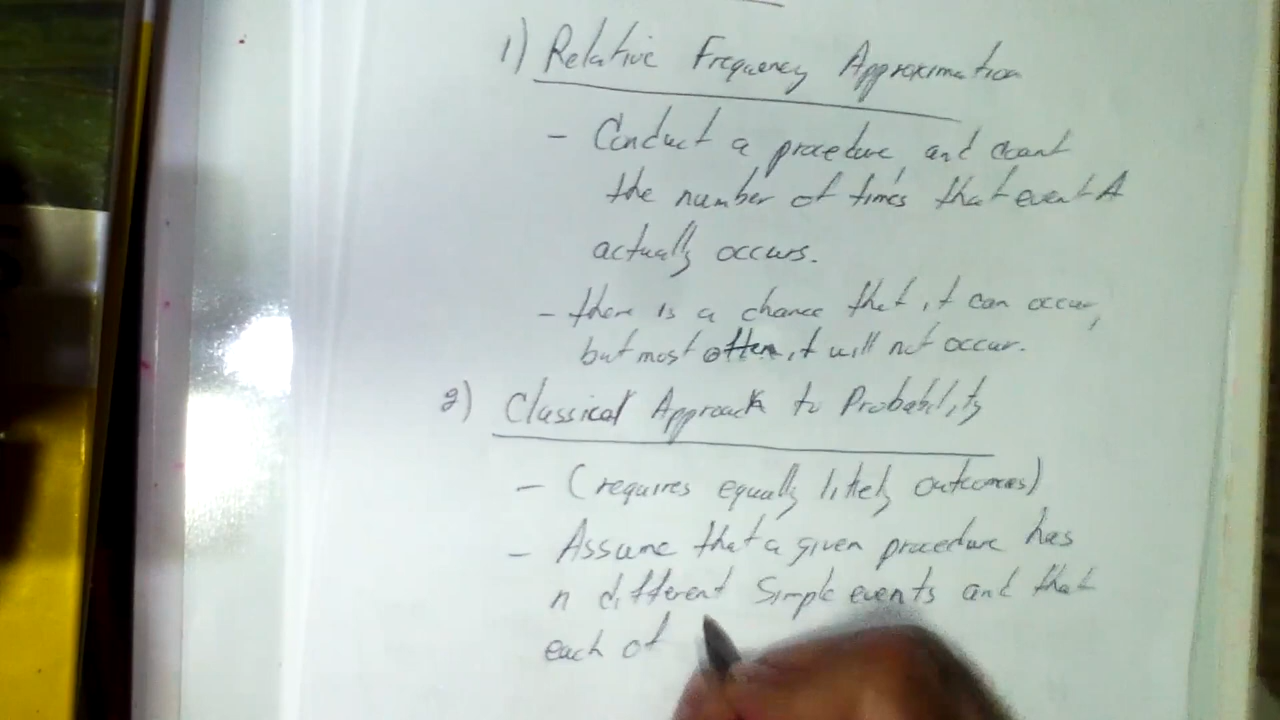 1) Relative Frequency Approximation
- Conduct a procedure, and count
the number of times that event A
actually occurs.
- there is a chance that it can occur,
but most often it will not occur.
2) Classical Approach to Probability
- (requires equally likely outcomes)
- Assume that a given procedure has
n different simple events and that
each of